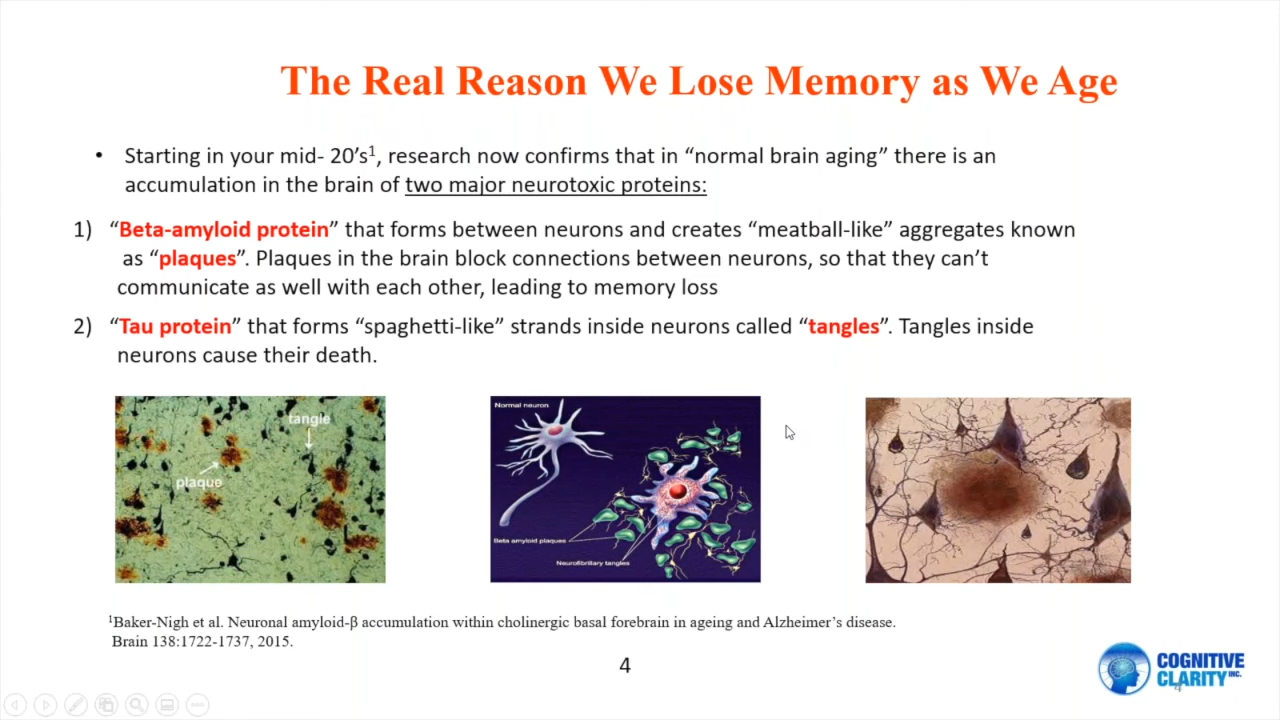 The Real Reason We Lose Memory as We Age
• Starting in your mid- 20’s¹, research now confirms that in “normal brain aging” there is an
accumulation in the brain of two major neurotoxic proteins:
1) “Beta-amyloid protein” that forms between neurons and creates “meatball-like” aggregates known
as “plaques”. Plaques in the brain block connections between neurons, so that they can’t
communicate as well with each other, leading to memory loss
2) “Tau protein” that forms “spaghetti-like” strands inside neurons called “tangles”. Tangles inside
neurons cause their death.
tangle
plaque
Normal neuron
Beta amyloid plaques
Neurofibrillary tangles
¹Baker-Nigh et al. Neuronal amyloid-β accumulation within cholinergic basal forebrain in ageing and Alzheimer’s disease.
Brain 138:1722-1737, 2015.
4
COGNITIVE
CLARITY INC.
4